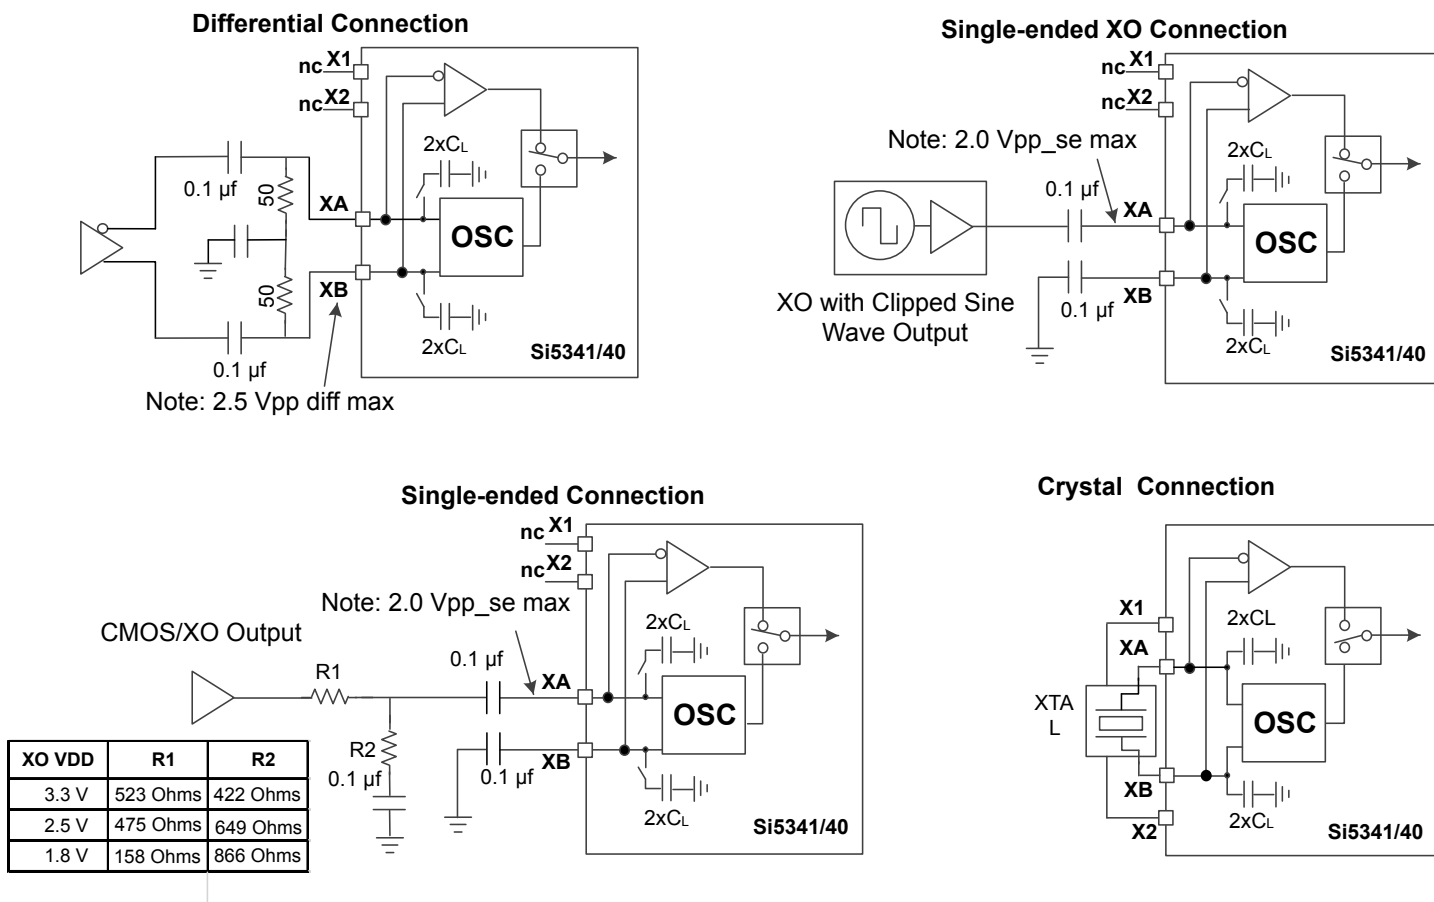 Differential Connection
nc X1
nc X2
2xCL
0.1 µf
50
XA
OSC
50
XB
2xCL
0.1 µf
Si5341/40
Note: 2.5 Vpp diff max
Single-ended XO Connection
nc X1
nc X2
Note: 2.0 Vpp_se max
2xCL
0.1 µf
XA
OSC
XB
0.1 µf
XO with Clipped Sine
Wave Output
2xCL
Si5341/40
Single-ended Connection
nc X1
nc X2
Note: 2.0 Vpp_se max
CMOS/XO Output
2xCL
0.1 µf
R1
XA
OSC
R2
XB
0.1 µf
0.1 µf
2xCL
Si5341/40
XO VDD R1 R2
3.3 V 523 Ohms 422 Ohms
2.5 V 475 Ohms 649 Ohms
1.8 V 158 Ohms 866 Ohms
Crystal Connection
X1
2xCL
XA
XTA
L
OSC
XB
2xCL
X2
Si5341/40